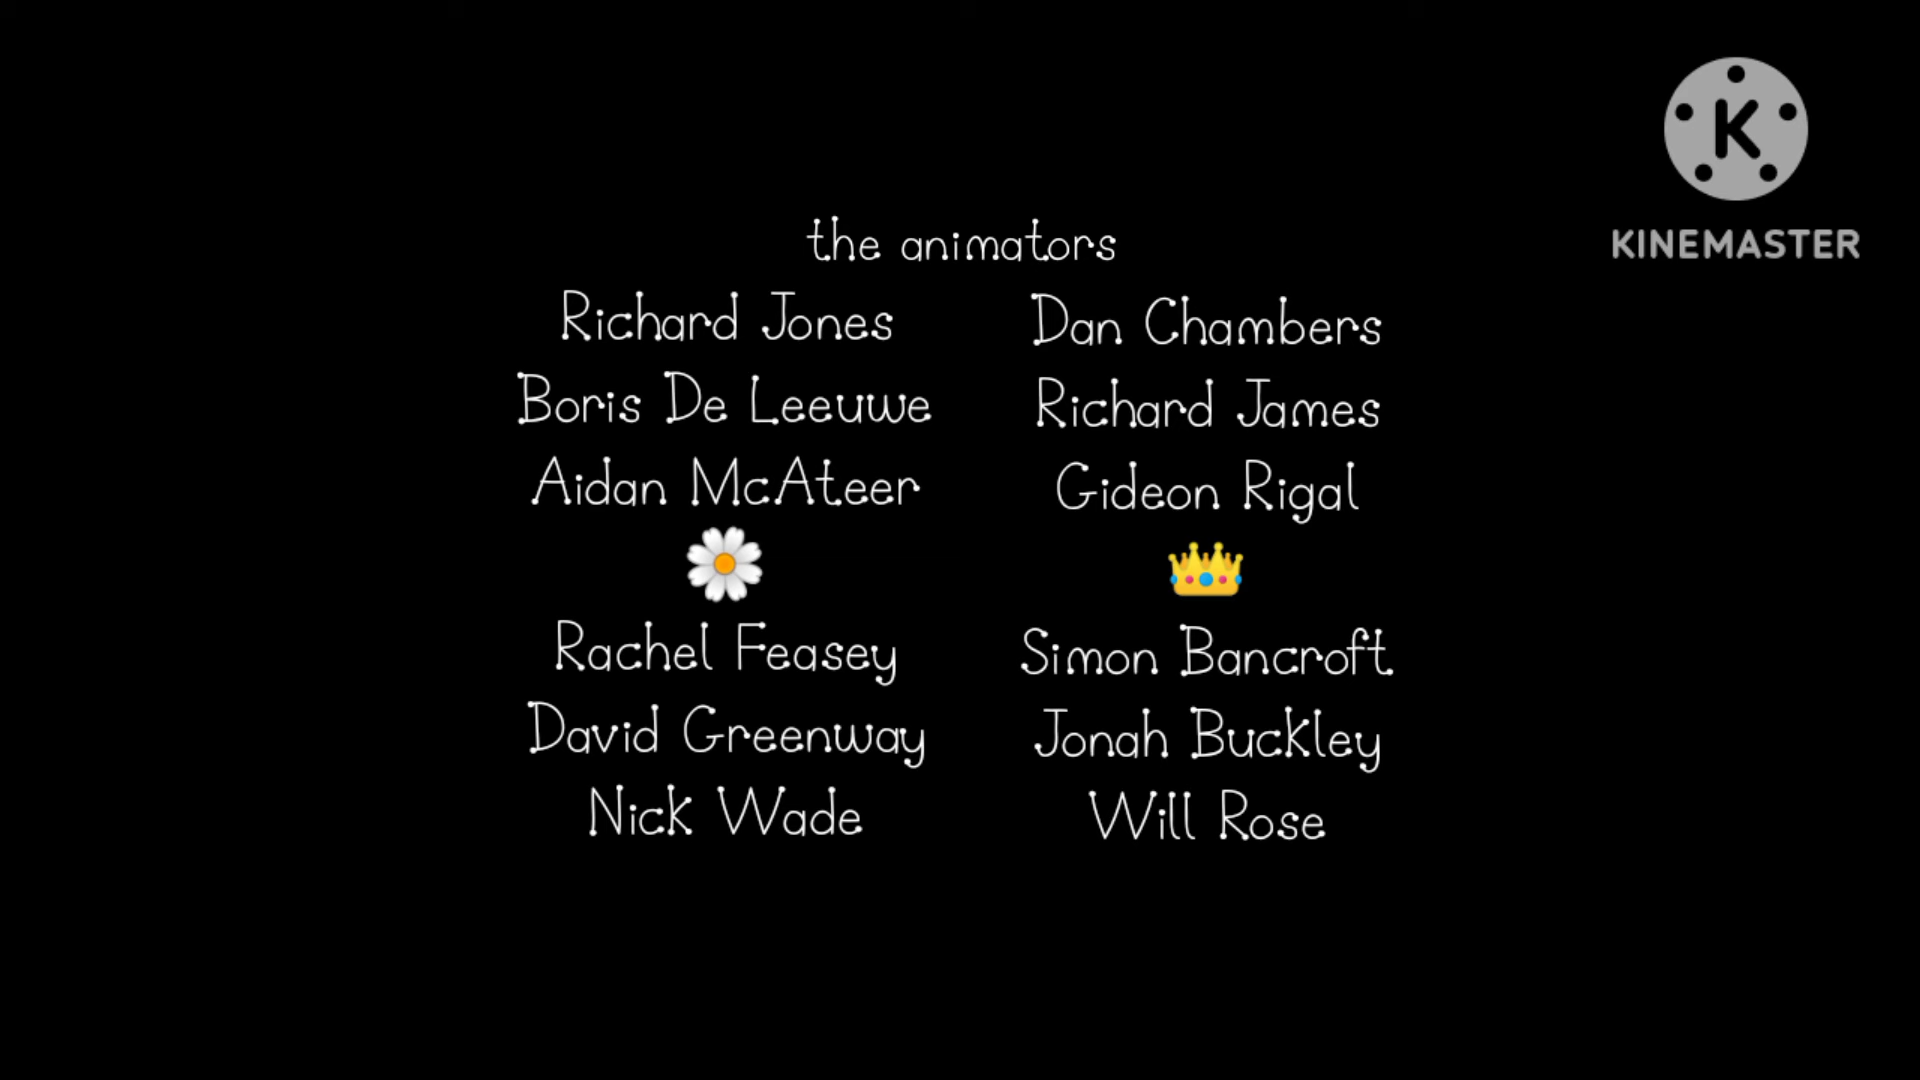 the animators
Richard Jones
Boris De Leeuwe
Aidan McAteer
Rachel Feasey
David Greenway
Nick Wade
Dan Chambers
Richard James
Gideon Rigal
Simon Bancroft
Jonah Buckley
Will Rose
K
KINEMASTER